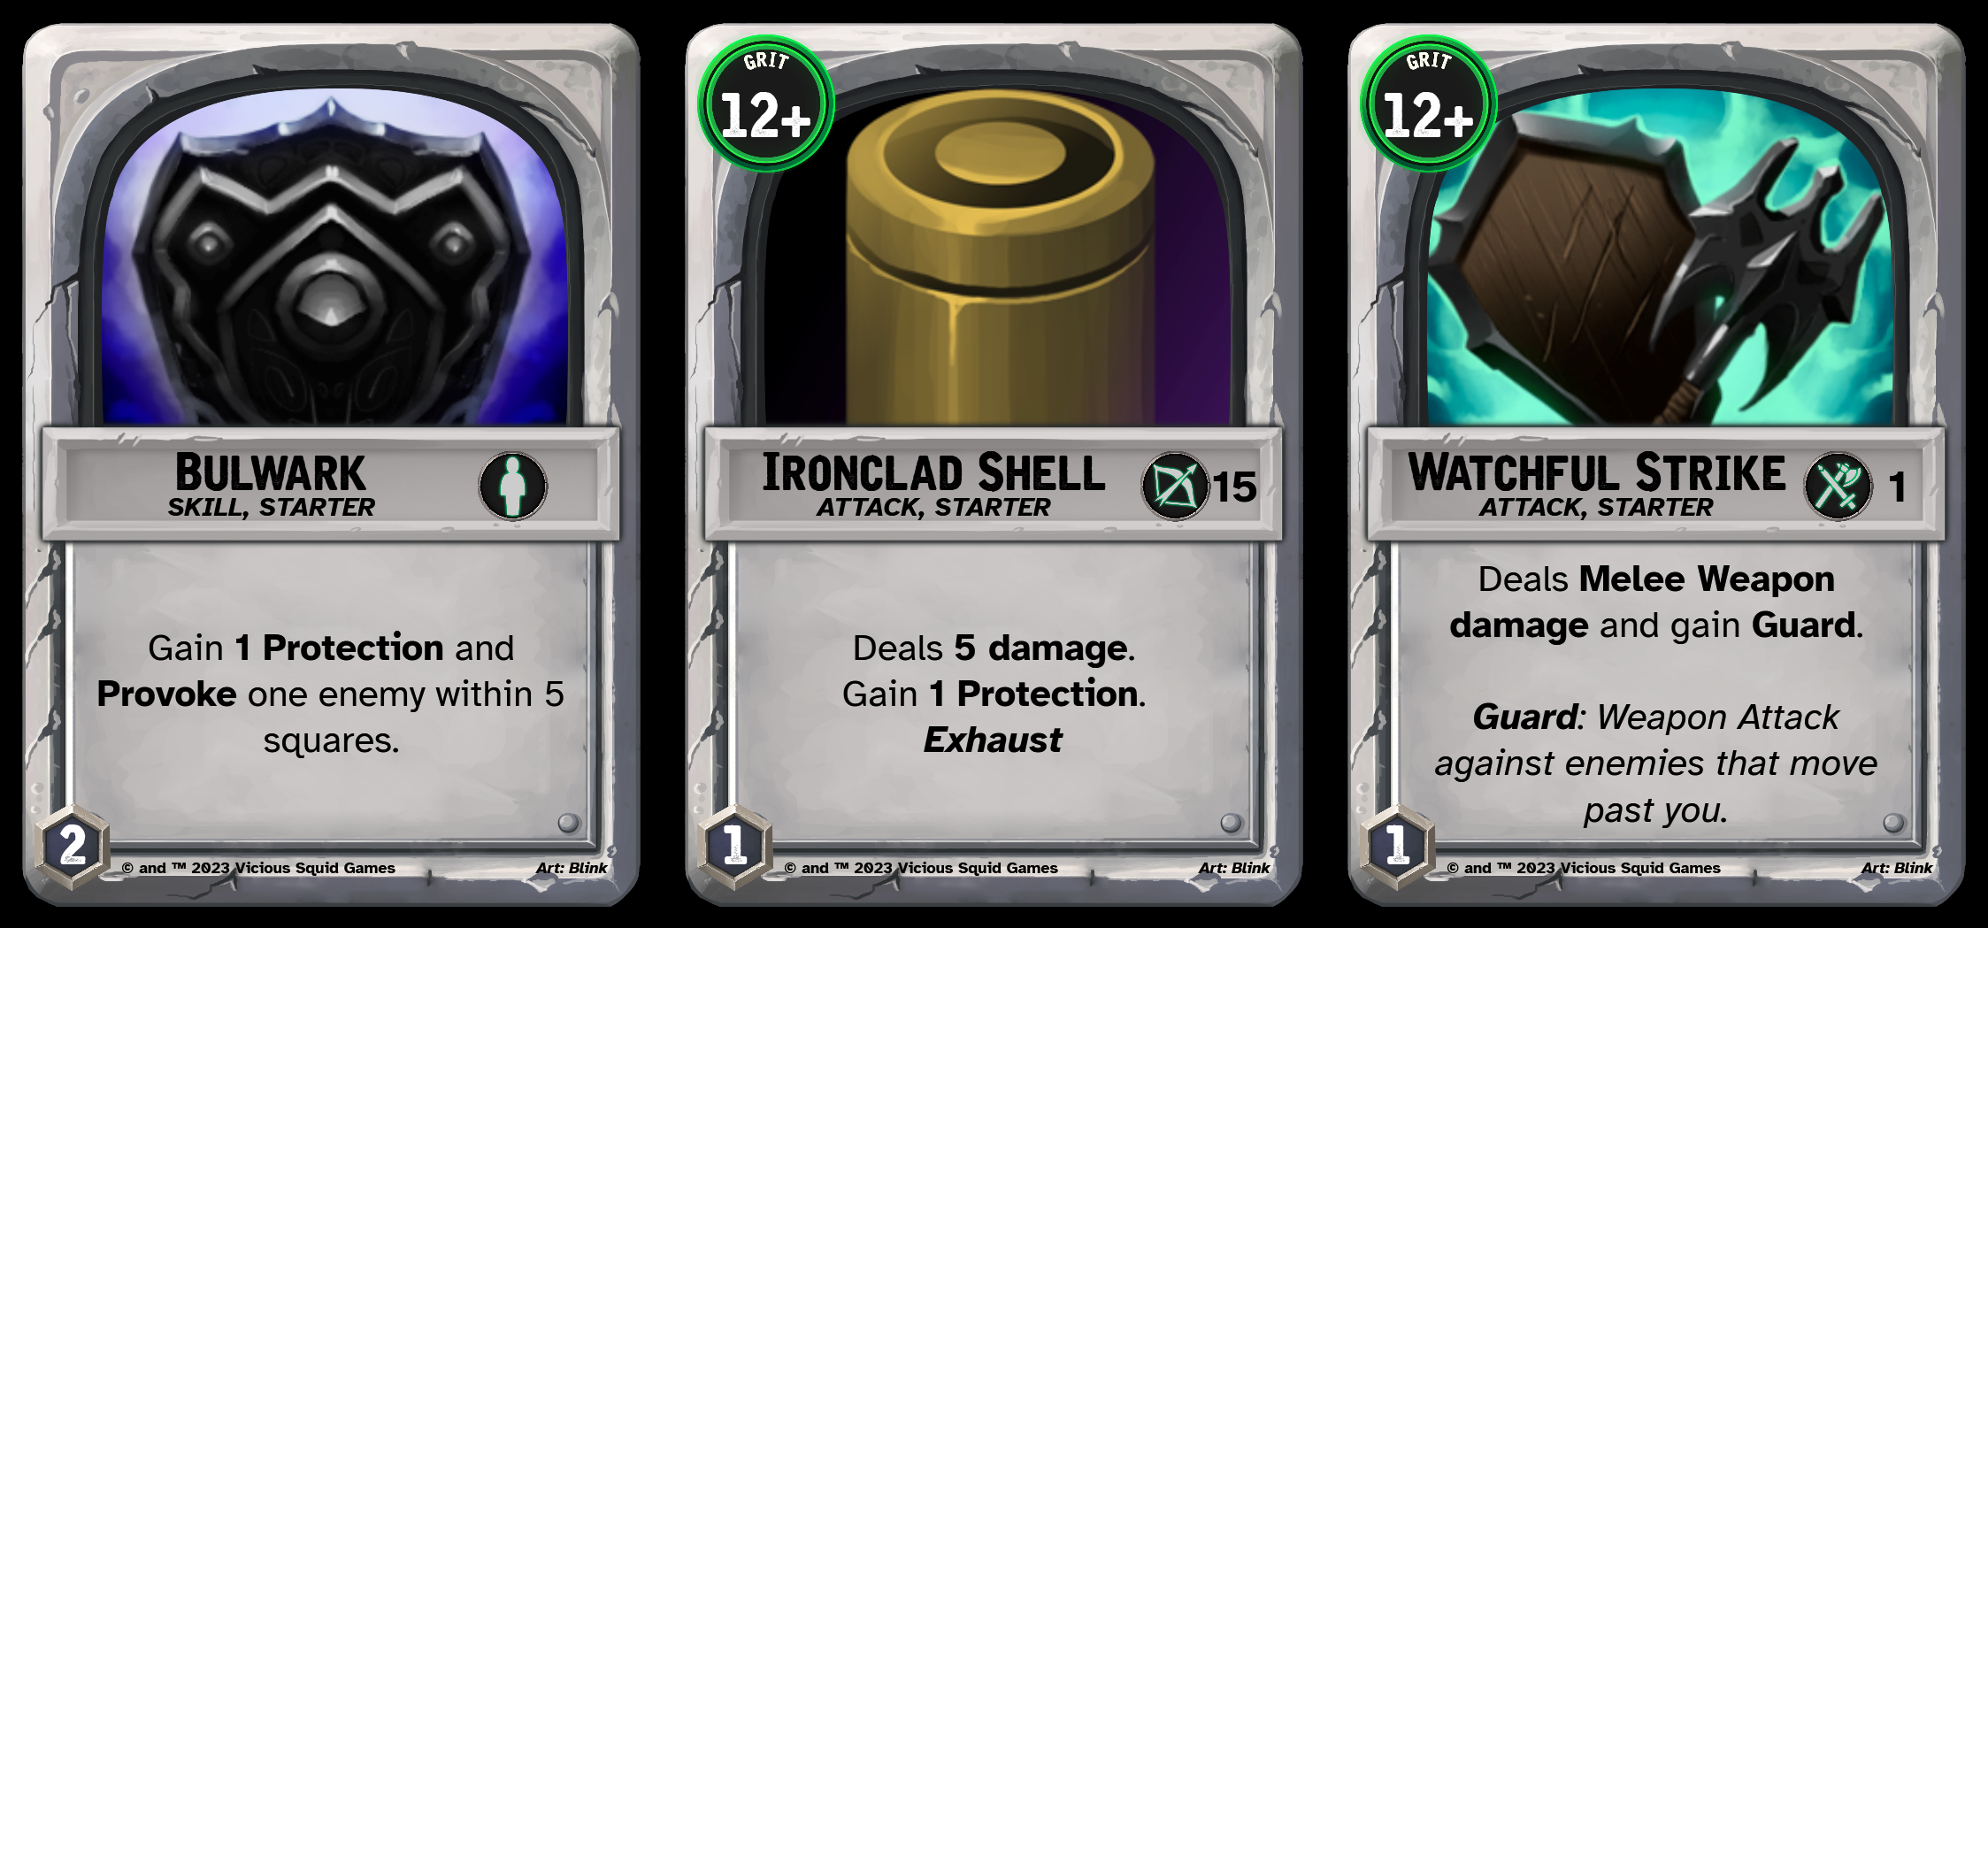 BULWARK
SKILL, STARTER
Gain 1 Protection and
Provoke one enemy within 5
squares.
2
© and ™ 2023 Vicious Squid Games
Art: Blink
GRIT
12+
IRONCLAD SHELL
ATTACK, STARTER
15
Deals 5 damage.
Gain 1 Protection.
Exhaust
1
© and ™ 2023 Vicious Squid Games
Art: Blink
GRIT
12+
WATCHFUL STRIKE
ATTACK, STARTER
1
Deals Melee Weapon
damage and gain Guard.
Guard: Weapon Attack
against enemies that move
past you.
1
© and ™ 2023 Vicious Squid Games
Art: Blink